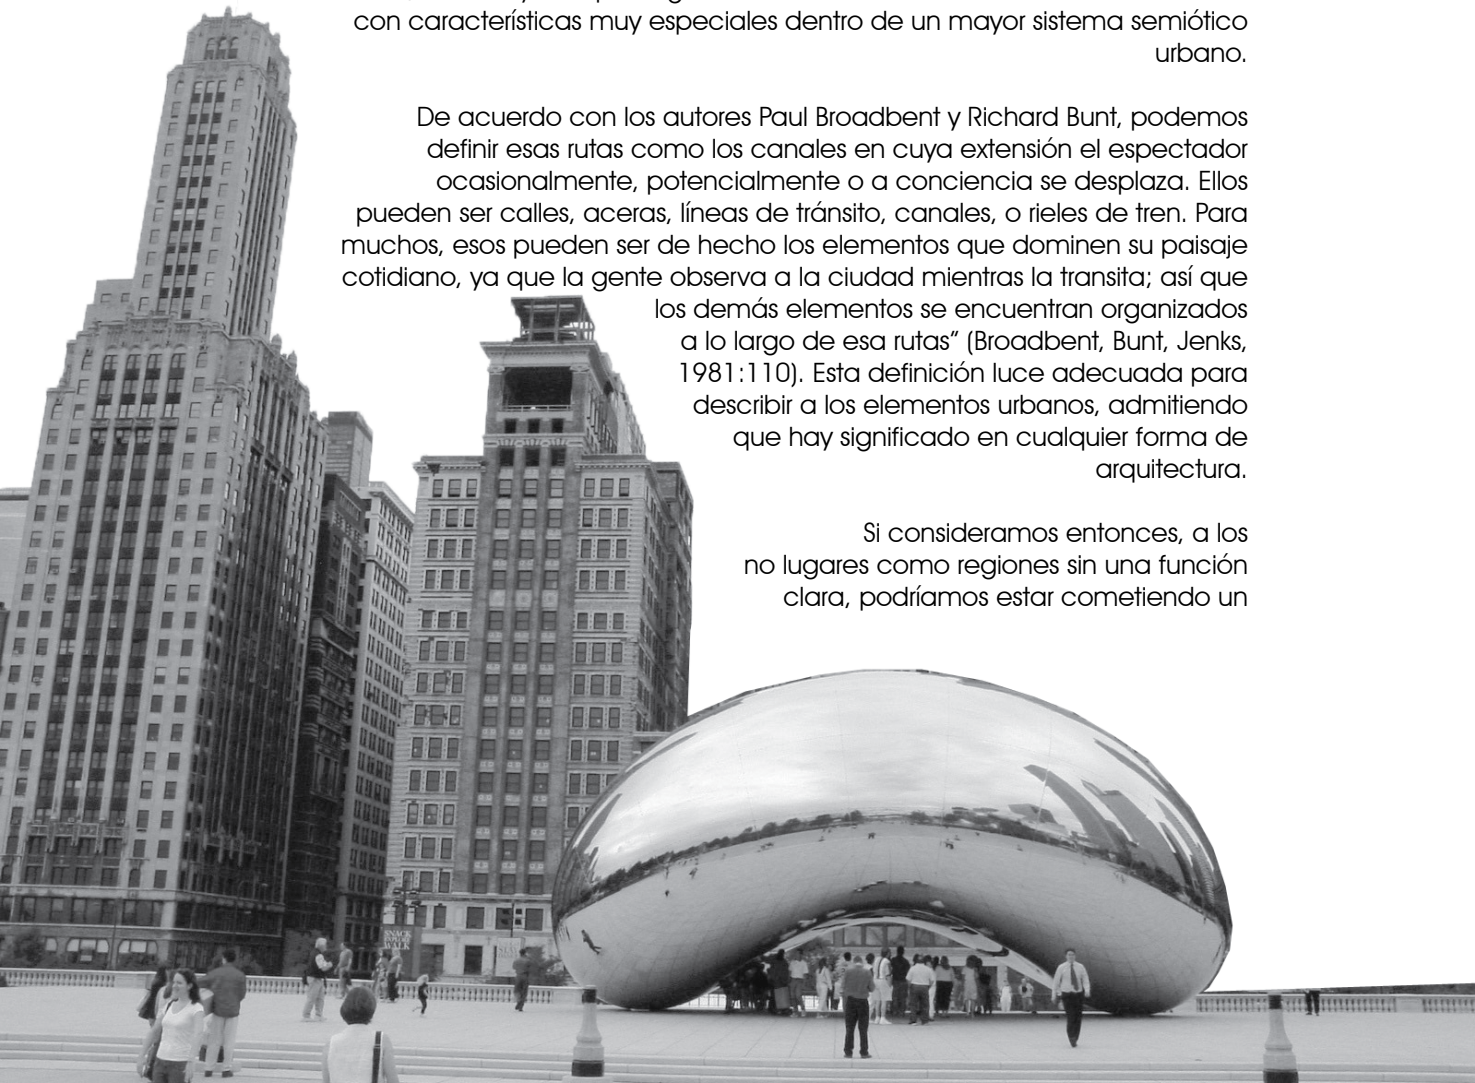 con características muy especiales dentro de un mayor sistema semiótico
urbano.
De acuerdo con los autores Paul Broadbent y Richard Bunt, podemos
definir esas rutas como los canales en cuya extensión el espectador
ocasionalmente, potencialmente o a conciencia se desplaza. Ellos
pueden ser calles, aceras, líneas de tránsito, canales, o rieles de tren. Para
muchos, esos pueden ser de hecho los elementos que dominen su paisaje
cotidiano, ya que la gente observa a la ciudad mientras la transita; así que
los demás elementos se encuentran organizados
a lo largo de esa rutas” (Broadbent, Bunt, Jenks,
1981:110). Esta definición luce adecuada para
describir a los elementos urbanos, admitiendo
que hay significado en cualquier forma de
arquitectura.
Si consideramos entonces, a los
no lugares como regiones sin una función
clara, podríamos estar cometiendo un
SNACK
WALK